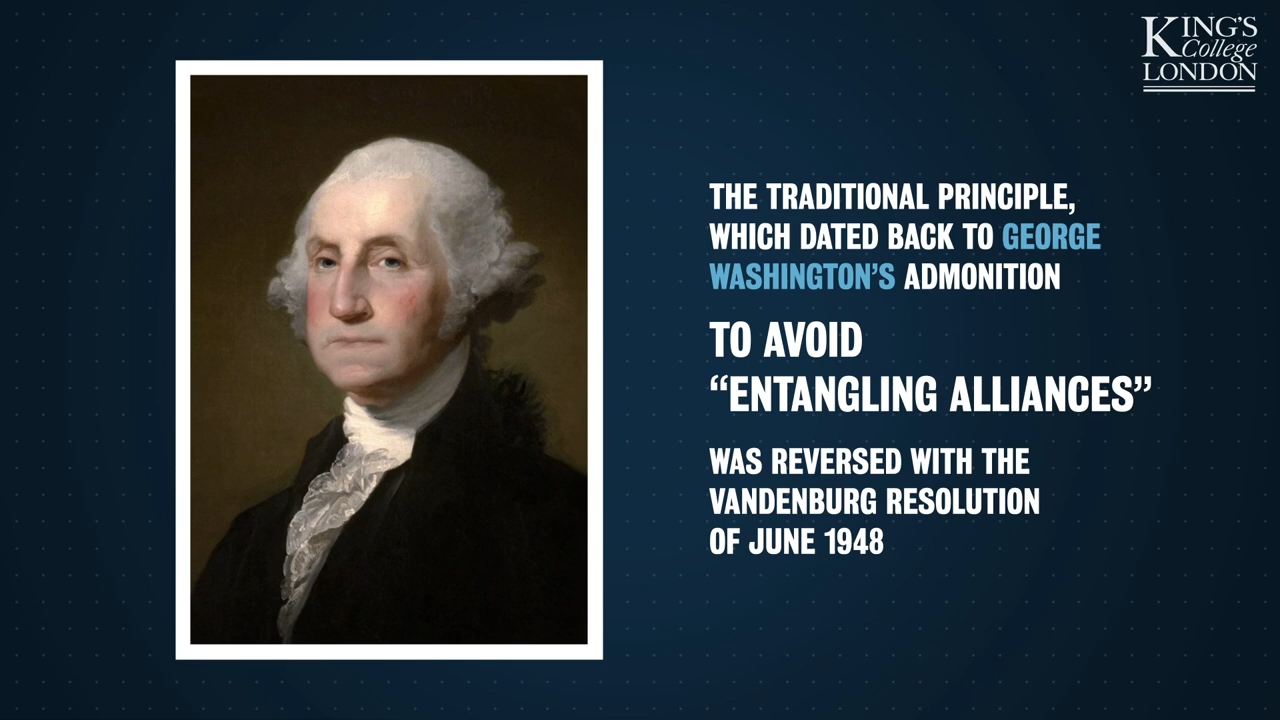 KING'S
College
LONDON
THE TRADITIONAL PRINCIPLE,
WHICH DATED BACK TO GEORGE
WASHINGTON’S ADMONITION
TO AVOID
“ENTANGLING ALLIANCES”
WAS REVERSED WITH THE
VANDENBURG RESOLUTION
OF JUNE 1948